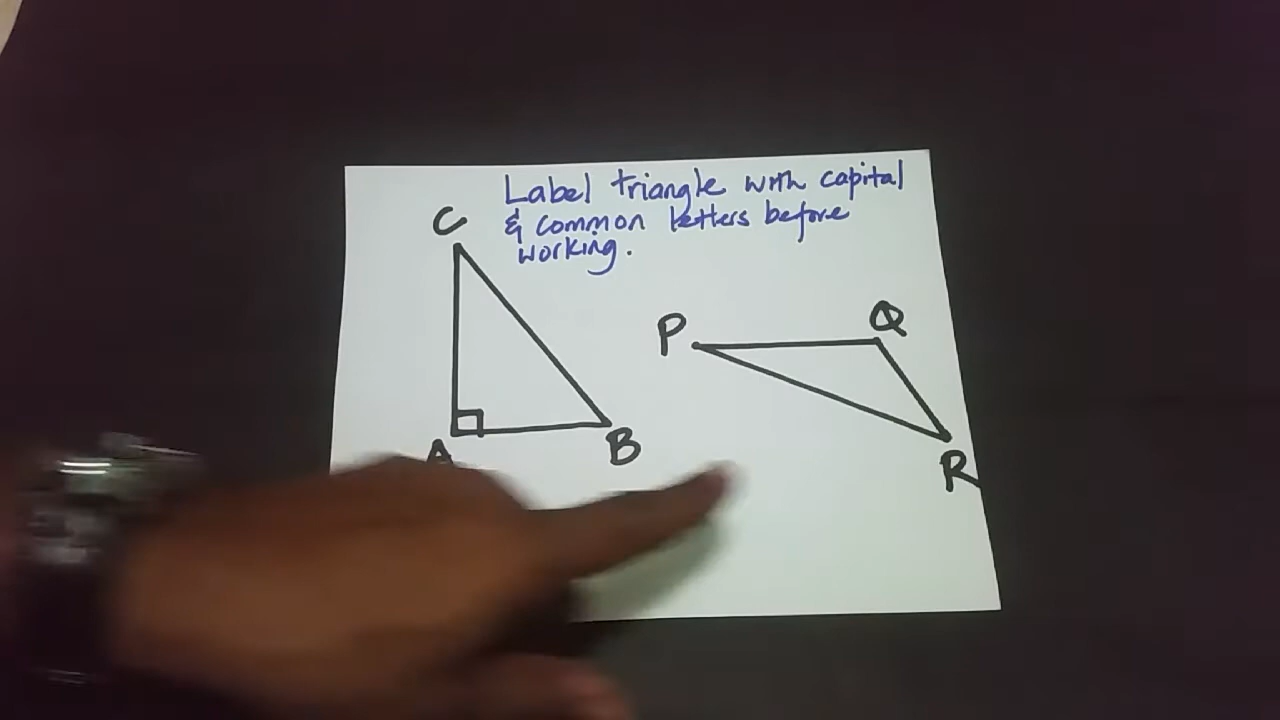 Label triangle with capital
& common letters before
working.
C
P
Q
A
B
R